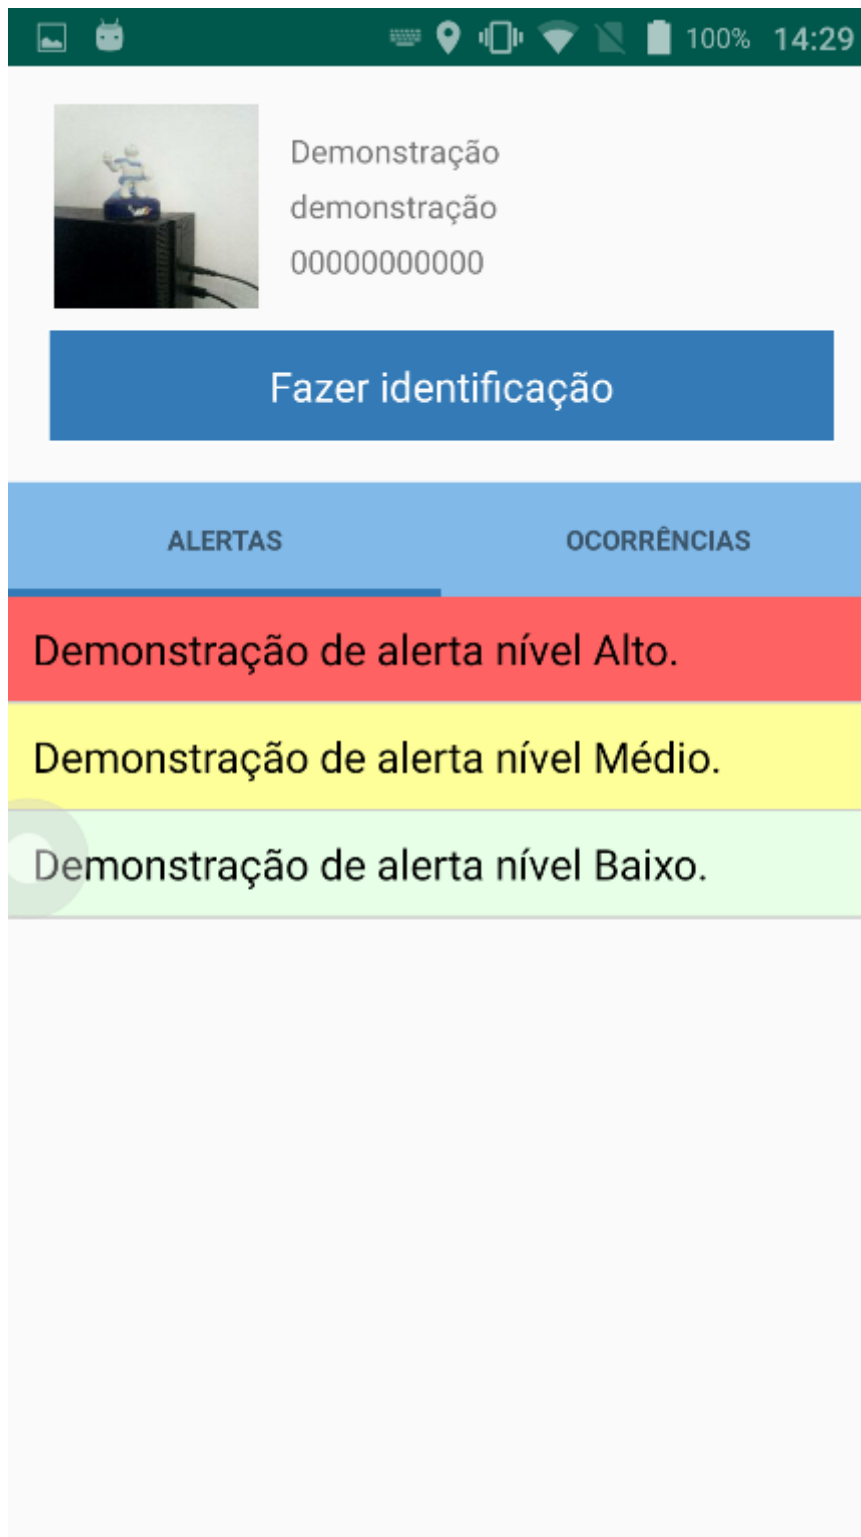 100% 14:29
Demonstração
demonstração
00000000000
Fazer identificação
ALERTAS OCORRÊNCIAS
Demonstração de alerta nível Alto.
Demonstração de alerta nível Médio.
Demonstração de alerta nível Baixo.